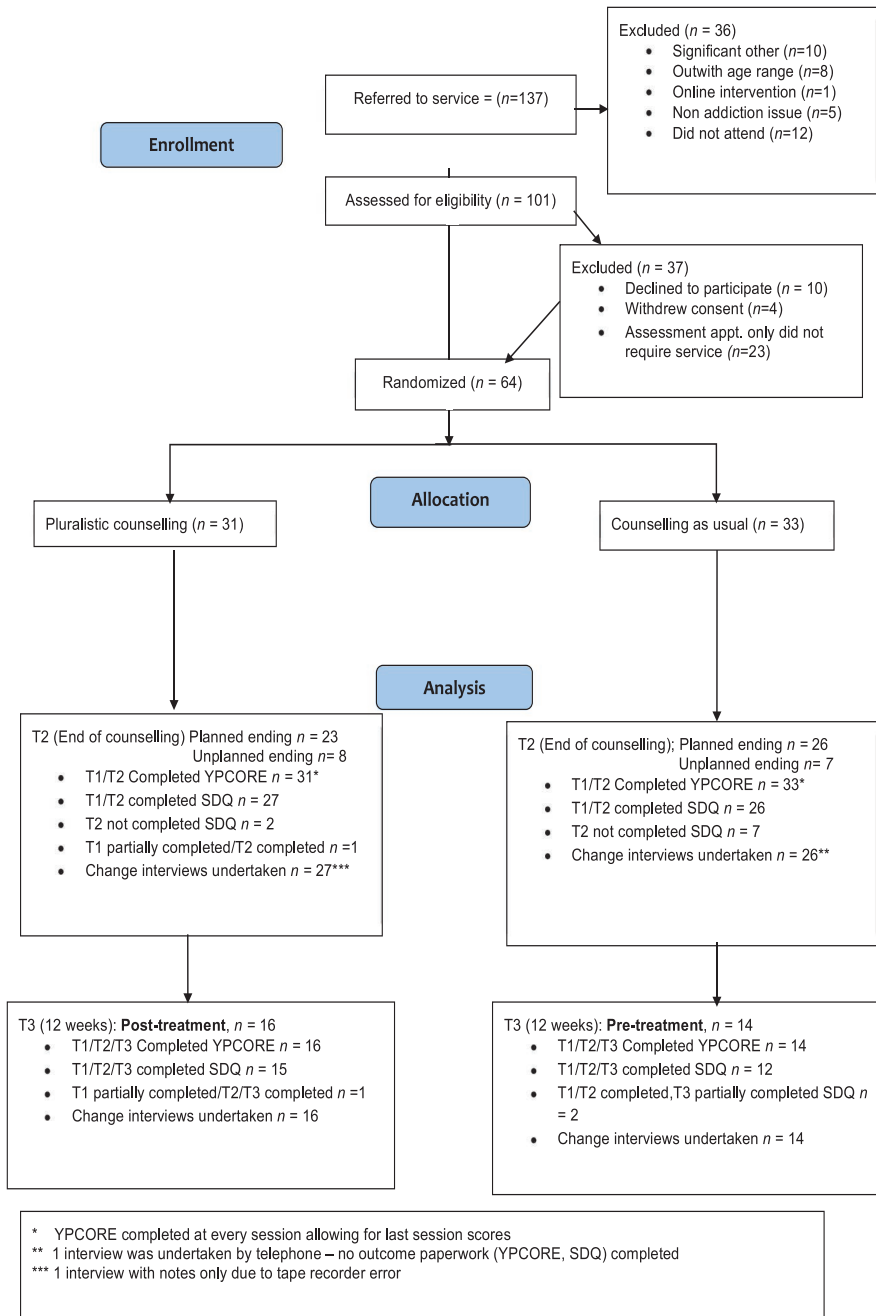 Excluded (n = 36)
• Significant other (n=10)
• Outwith age range (n=8)
• Online intervention (n=1)
• Non addiction issue (n=5)
• Did not attend (n=12)
Referred to service = (n=137)
Enrollment
Assessed for eligibility (n = 101)
Excluded (n = 37)
• Declined to participate (n = 10)
• Withdrew consent (n=4)
• Assessment appt. only did not
require service (n=23)
Randomized (n = 64)
Allocation
Pluralistic counselling (n = 31)
Counselling as usual (n = 33)
Analysis
T2 (End of counselling) Planned ending n = 23
Unplanned ending n= 8
• T1/T2 Completed YPCORE n = 31*
• T1/T2 completed SDQ n = 27
• T2 not completed SDQ n = 2
• T1 partially completed/T2 completed n =1
• Change interviews undertaken n = 27***
T2 (End of counselling); Planned ending n = 26
Unplanned ending n= 7
• T1/T2 Completed YPCORE n = 33*
• T1/T2 completed SDQ n = 26
• T2 not completed SDQ n = 7
• Change interviews undertaken n = 26**
T3 (12 weeks): Post-treatment, n = 16
• T1/T2/T3 Completed YPCORE n = 16
• T1/T2/T3 completed SDQ n = 15
• T1 partially completed/T2/T3 completed n =1
• Change interviews undertaken n = 16
T3 (12 weeks): Pre-treatment, n = 14
• T1/T2/T3 Completed YPCORE n = 14
• T1/T2/T3 completed SDQ n = 12
• T1/T2 completed,T3 partially completed SDQ n
= 2
• Change interviews undertaken n = 14
* YPCORE completed at every session allowing for last session scores
** 1 interview was undertaken by telephone – no outcome paperwork (YPCORE, SDQ) completed
*** 1 interview with notes only due to tape recorder error